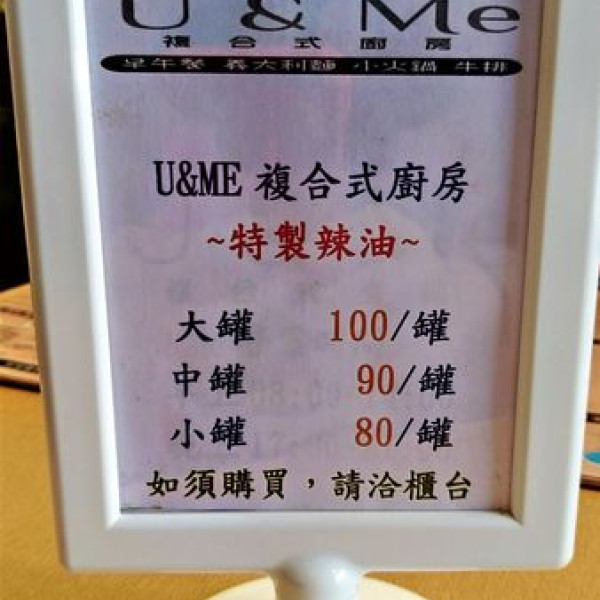 U & Me
複合式廚房
早午餐 義大利麵 小火鍋 牛排
U&ME 複合式廚房
~特製辣油~
大罐 100/罐
中罐 90/罐
小罐 80/罐
如須購買，請洽櫃台